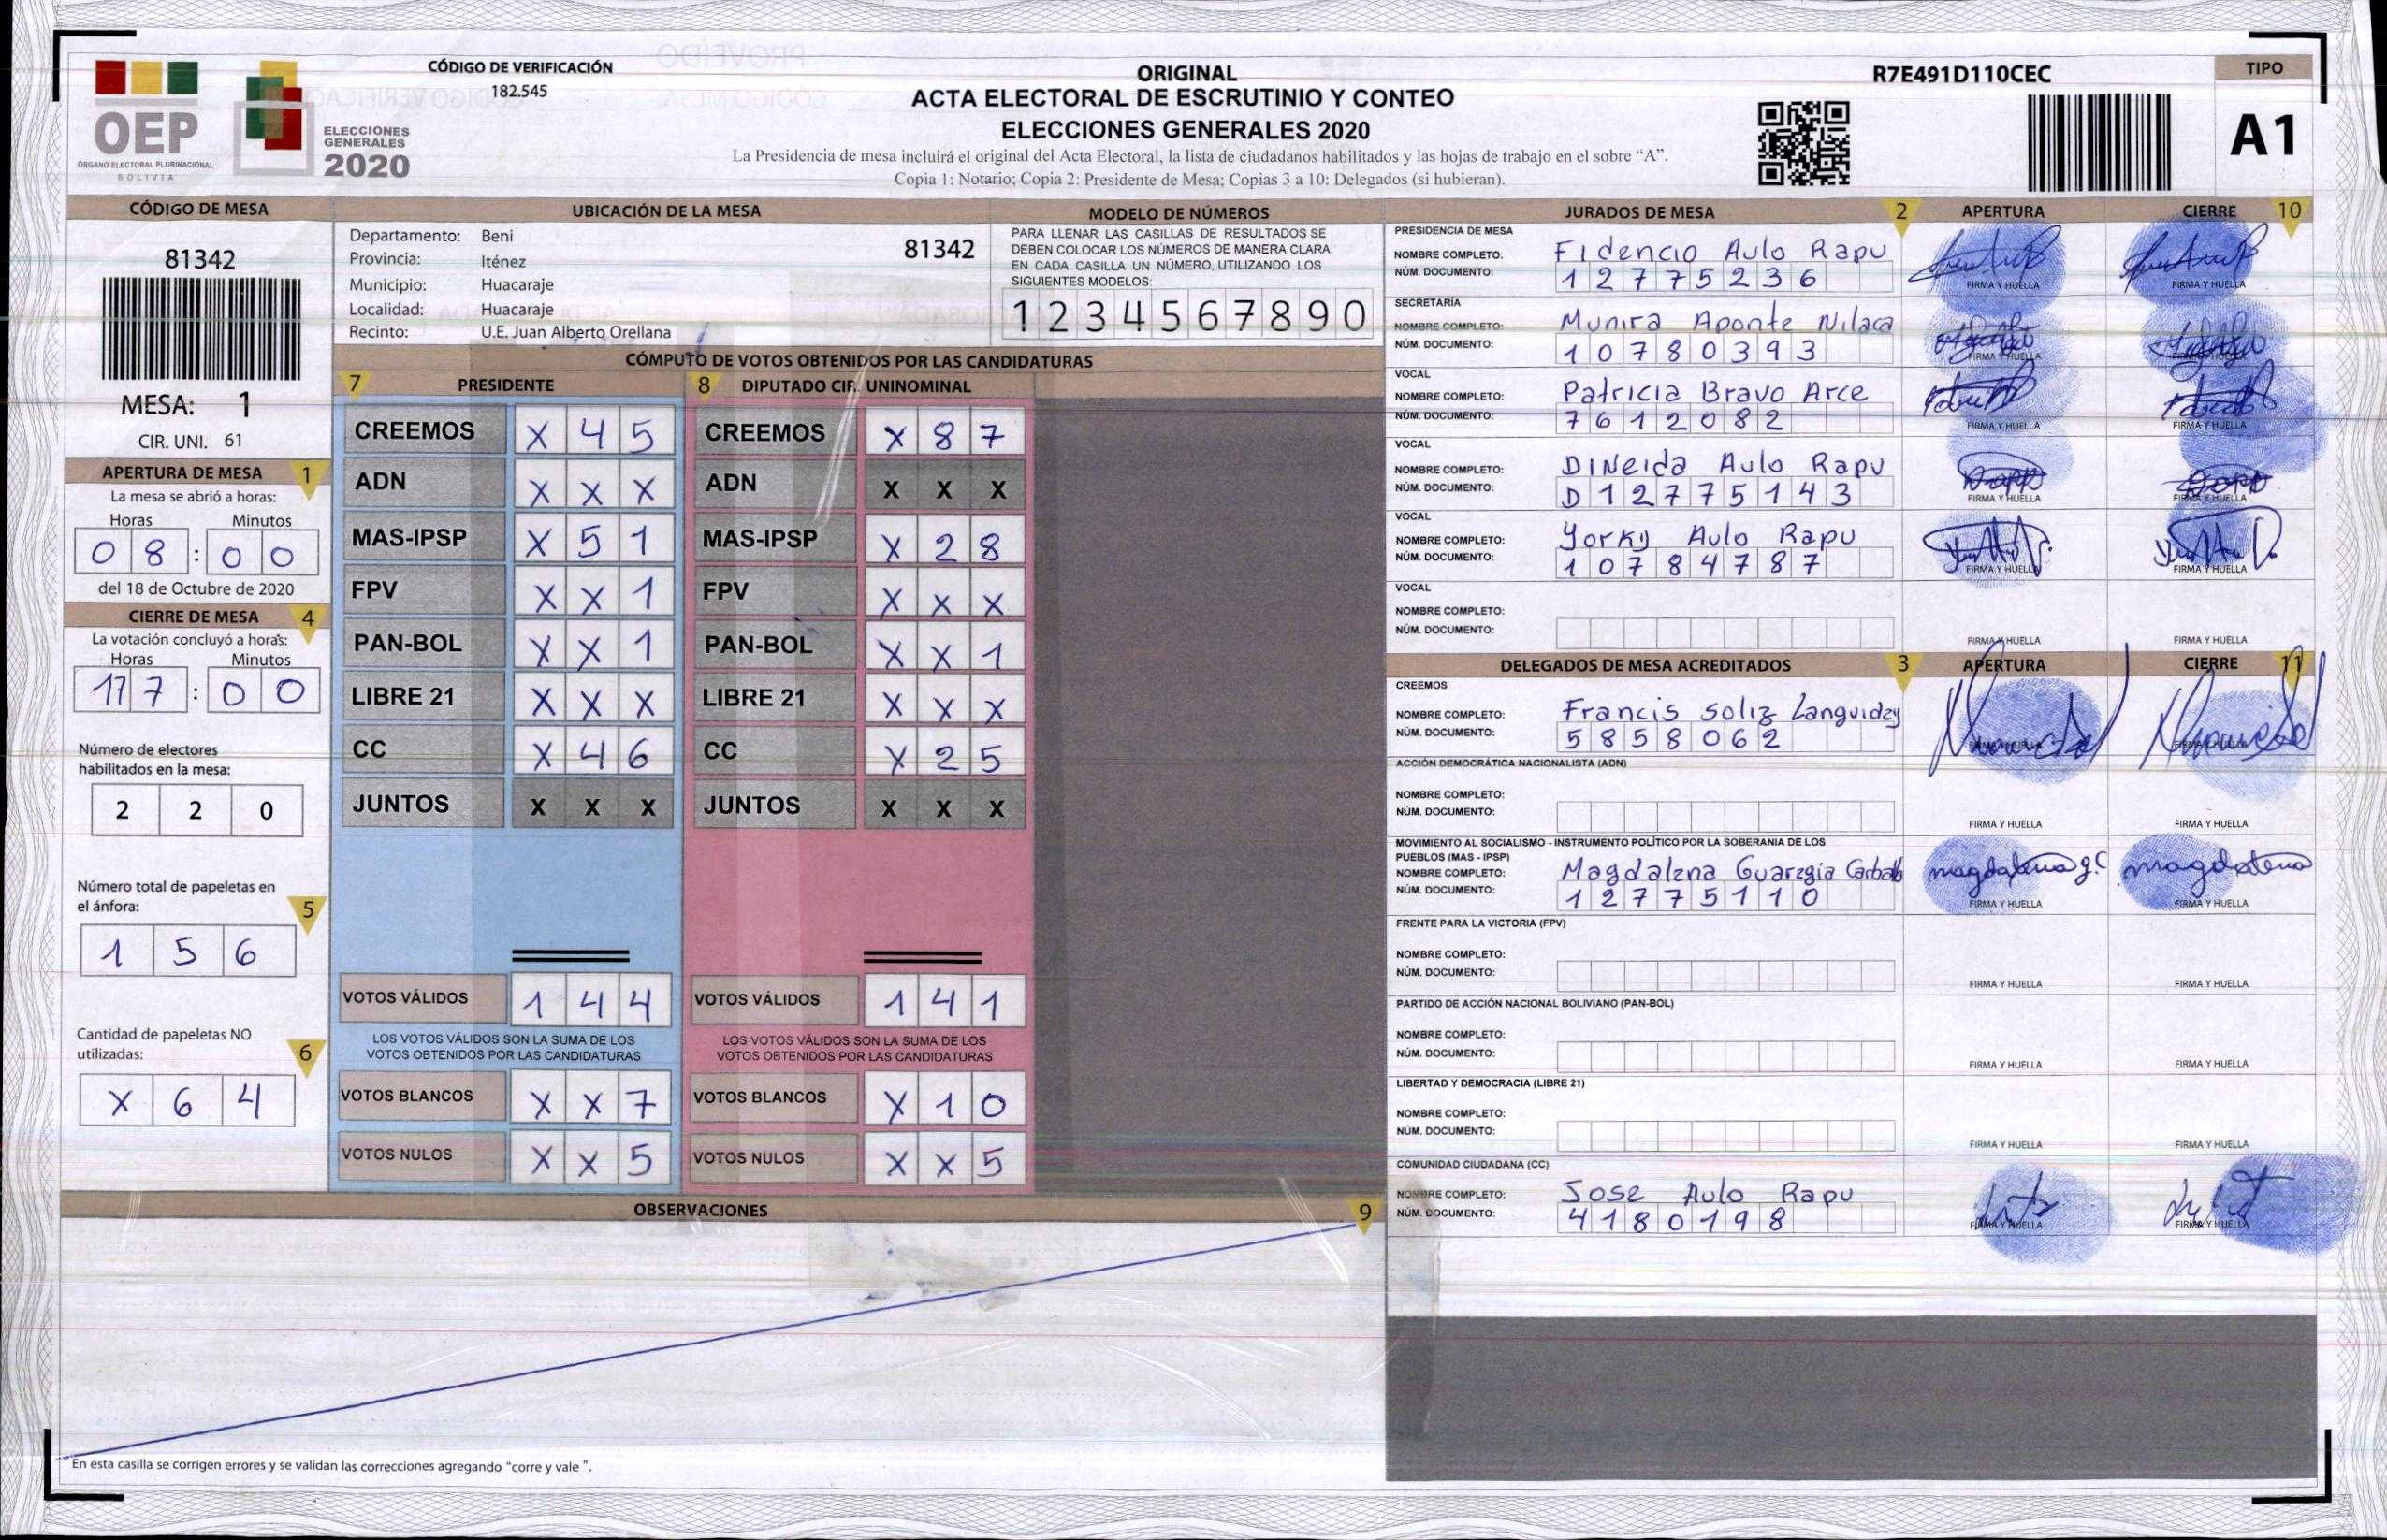 OEP
ÓRGANO ELECTORAL PLURINACIONAL
BOLIVIA
ELECCIONES
GENERALES
2020
CÓDIGO DE VERIFICACIÓN
182.545
ORIGINAL
ACTA ELECTORAL DE ESCRUTINIO Y CONTEO
ELECCIONES GENERALES 2020
La Presidencia de mesa incluirá el original del Acta Electoral, la lista de ciudadanos habilitados y las hojas de trabajo en el sobre “A”.
Copia 1: Notario; Copia 2: Presidente de Mesa; Copias 3 a 10: Delegados (si hubieran).
R7E491D110CEC
TIPO
A1
CÓDIGO DE MESA
81342
MESA: 1
CIR. UNI. 61
APERTURA DE MESA 1
La mesa se abrió a horas:
Horas Minutos
0 8 : 0 0
del 18 de Octubre de 2020
CIERRE DE MESA 4
La votación concluyó a horas:
Horas Minutos
17 7 : 0 0
Número de electores
habilitados en la mesa:
2 2 0
Número total de papeletas en
el ánfora: 5
1 5 6
Cantidad de papeletas NO
utilizadas: 6
X 6 4
UBICACIÓN DE LA MESA
Departamento: Beni
81342
Provincia: Iténez
Municipio: Huacaraje
Localidad: Huacaraje
Recinto: U.E. Juan Alberto Orellana
MODELO DE NÚMEROS
PARA LLENAR LAS CASILLAS DE RESULTADOS SE
DEBEN COLOCAR LOS NÚMEROS DE MANERA CLARA.
EN CADA CASILLA UN NÚMERO, UTILIZANDO LOS
SIGUIENTES MODELOS:
1 2 3 4 5 6 7 8 9 0
CÓMPUTO DE VOTOS OBTENIDOS POR LAS CANDIDATURAS
7 PRESIDENTE
CREEMOS X 4 5
ADN X X X
MAS-IPSP X 5 1
FPV X X 1
PAN-BOL X X 1
LIBRE 21 X X X
CC X 4 6
JUNTOS X X X
VOTOS VÁLIDOS 1 4 4
LOS VOTOS VÁLIDOS SON LA SUMA DE LOS
VOTOS OBTENIDOS POR LAS CANDIDATURAS
VOTOS BLANCOS X X 7
VOTOS NULOS X X 5
8 DIPUTADO CIR. UNINOMINAL
CREEMOS X 8 7
ADN X X X
MAS-IPSP X 2 8
FPV X X X
PAN-BOL X X 1
LIBRE 21 X X X
CC X 2 5
JUNTOS X X X
VOTOS VÁLIDOS 1 4 1
LOS VOTOS VÁLIDOS SON LA SUMA DE LOS
VOTOS OBTENIDOS POR LAS CANDIDATURAS
VOTOS BLANCOS X 1 0
VOTOS NULOS X X 5
OBSERVACIONES 9
En esta casilla se corrigen errores y se validan las correcciones agregando “corre y vale ”.
JURADOS DE MESA 2 APERTURA CIERRE 10
PRESIDENCIA DE MESA
NOMBRE COMPLETO: Fidencio Aulo Rapu
NÚM. DOCUMENTO: 1 2 7 7 5 2 3 6
FIRMA Y HUELLA FIRMA Y HUELLA
SECRETARÍA
NOMBRE COMPLETO: Munira Aponte Nilaca
NÚM. DOCUMENTO: 1 0 7 8 0 3 9 3
FIRMA Y HUELLA FIRMA Y HUELLA
VOCAL
NOMBRE COMPLETO: Patricia Bravo Arce
NÚM. DOCUMENTO: 7 6 1 2 0 8 2
FIRMA Y HUELLA FIRMA Y HUELLA
VOCAL
NOMBRE COMPLETO: DINeida Aulo Rapu
NÚM. DOCUMENTO: D 1 2 7 7 5 1 4 3
FIRMA Y HUELLA FIRMA Y HUELLA
VOCAL
NOMBRE COMPLETO: Yorky Aulo Rapu
NÚM. DOCUMENTO: 1 0 7 8 4 7 8 7
FIRMA Y HUELLA FIRMA Y HUELLA
VOCAL
NOMBRE COMPLETO:
NÚM. DOCUMENTO:
FIRMA Y HUELLA FIRMA Y HUELLA
DELEGADOS DE MESA ACREDITADOS 3 APERTURA CIERRE 11
CREEMOS
NOMBRE COMPLETO: Francis Soliz Languidey
NÚM. DOCUMENTO: 5 8 5 8 0 6 2
FIRMA Y HUELLA FIRMA Y HUELLA
ACCIÓN DEMOCRÁTICA NACIONALISTA (ADN)
NOMBRE COMPLETO:
NÚM. DOCUMENTO:
FIRMA Y HUELLA FIRMA Y HUELLA
MOVIMIENTO AL SOCIALISMO - INSTRUMENTO POLÍTICO POR LA SOBERANIA DE LOS
PUEBLOS (MAS - IPSP)
NOMBRE COMPLETO: Magdalena Guaregia Carballo
magdalena g.C magdalena
NÚM. DOCUMENTO: 1 2 7 7 5 1 1 0
FIRMA Y HUELLA FIRMA Y HUELLA
FRENTE PARA LA VICTORIA (FPV)
NOMBRE COMPLETO:
NÚM. DOCUMENTO:
FIRMA Y HUELLA FIRMA Y HUELLA
PARTIDO DE ACCIÓN NACIONAL BOLIVIANO (PAN-BOL)
NOMBRE COMPLETO:
NÚM. DOCUMENTO:
FIRMA Y HUELLA FIRMA Y HUELLA
LIBERTAD Y DEMOCRACIA (LIBRE 21)
NOMBRE COMPLETO:
NÚM. DOCUMENTO:
FIRMA Y HUELLA FIRMA Y HUELLA
COMUNIDAD CIUDADANA (CC)
NOMBRE COMPLETO: Jose Aulo Rapu
NÚM. DOCUMENTO: 4 1 8 0 1 9 8
FIRMA Y HUELLA FIRMA Y HUELLA